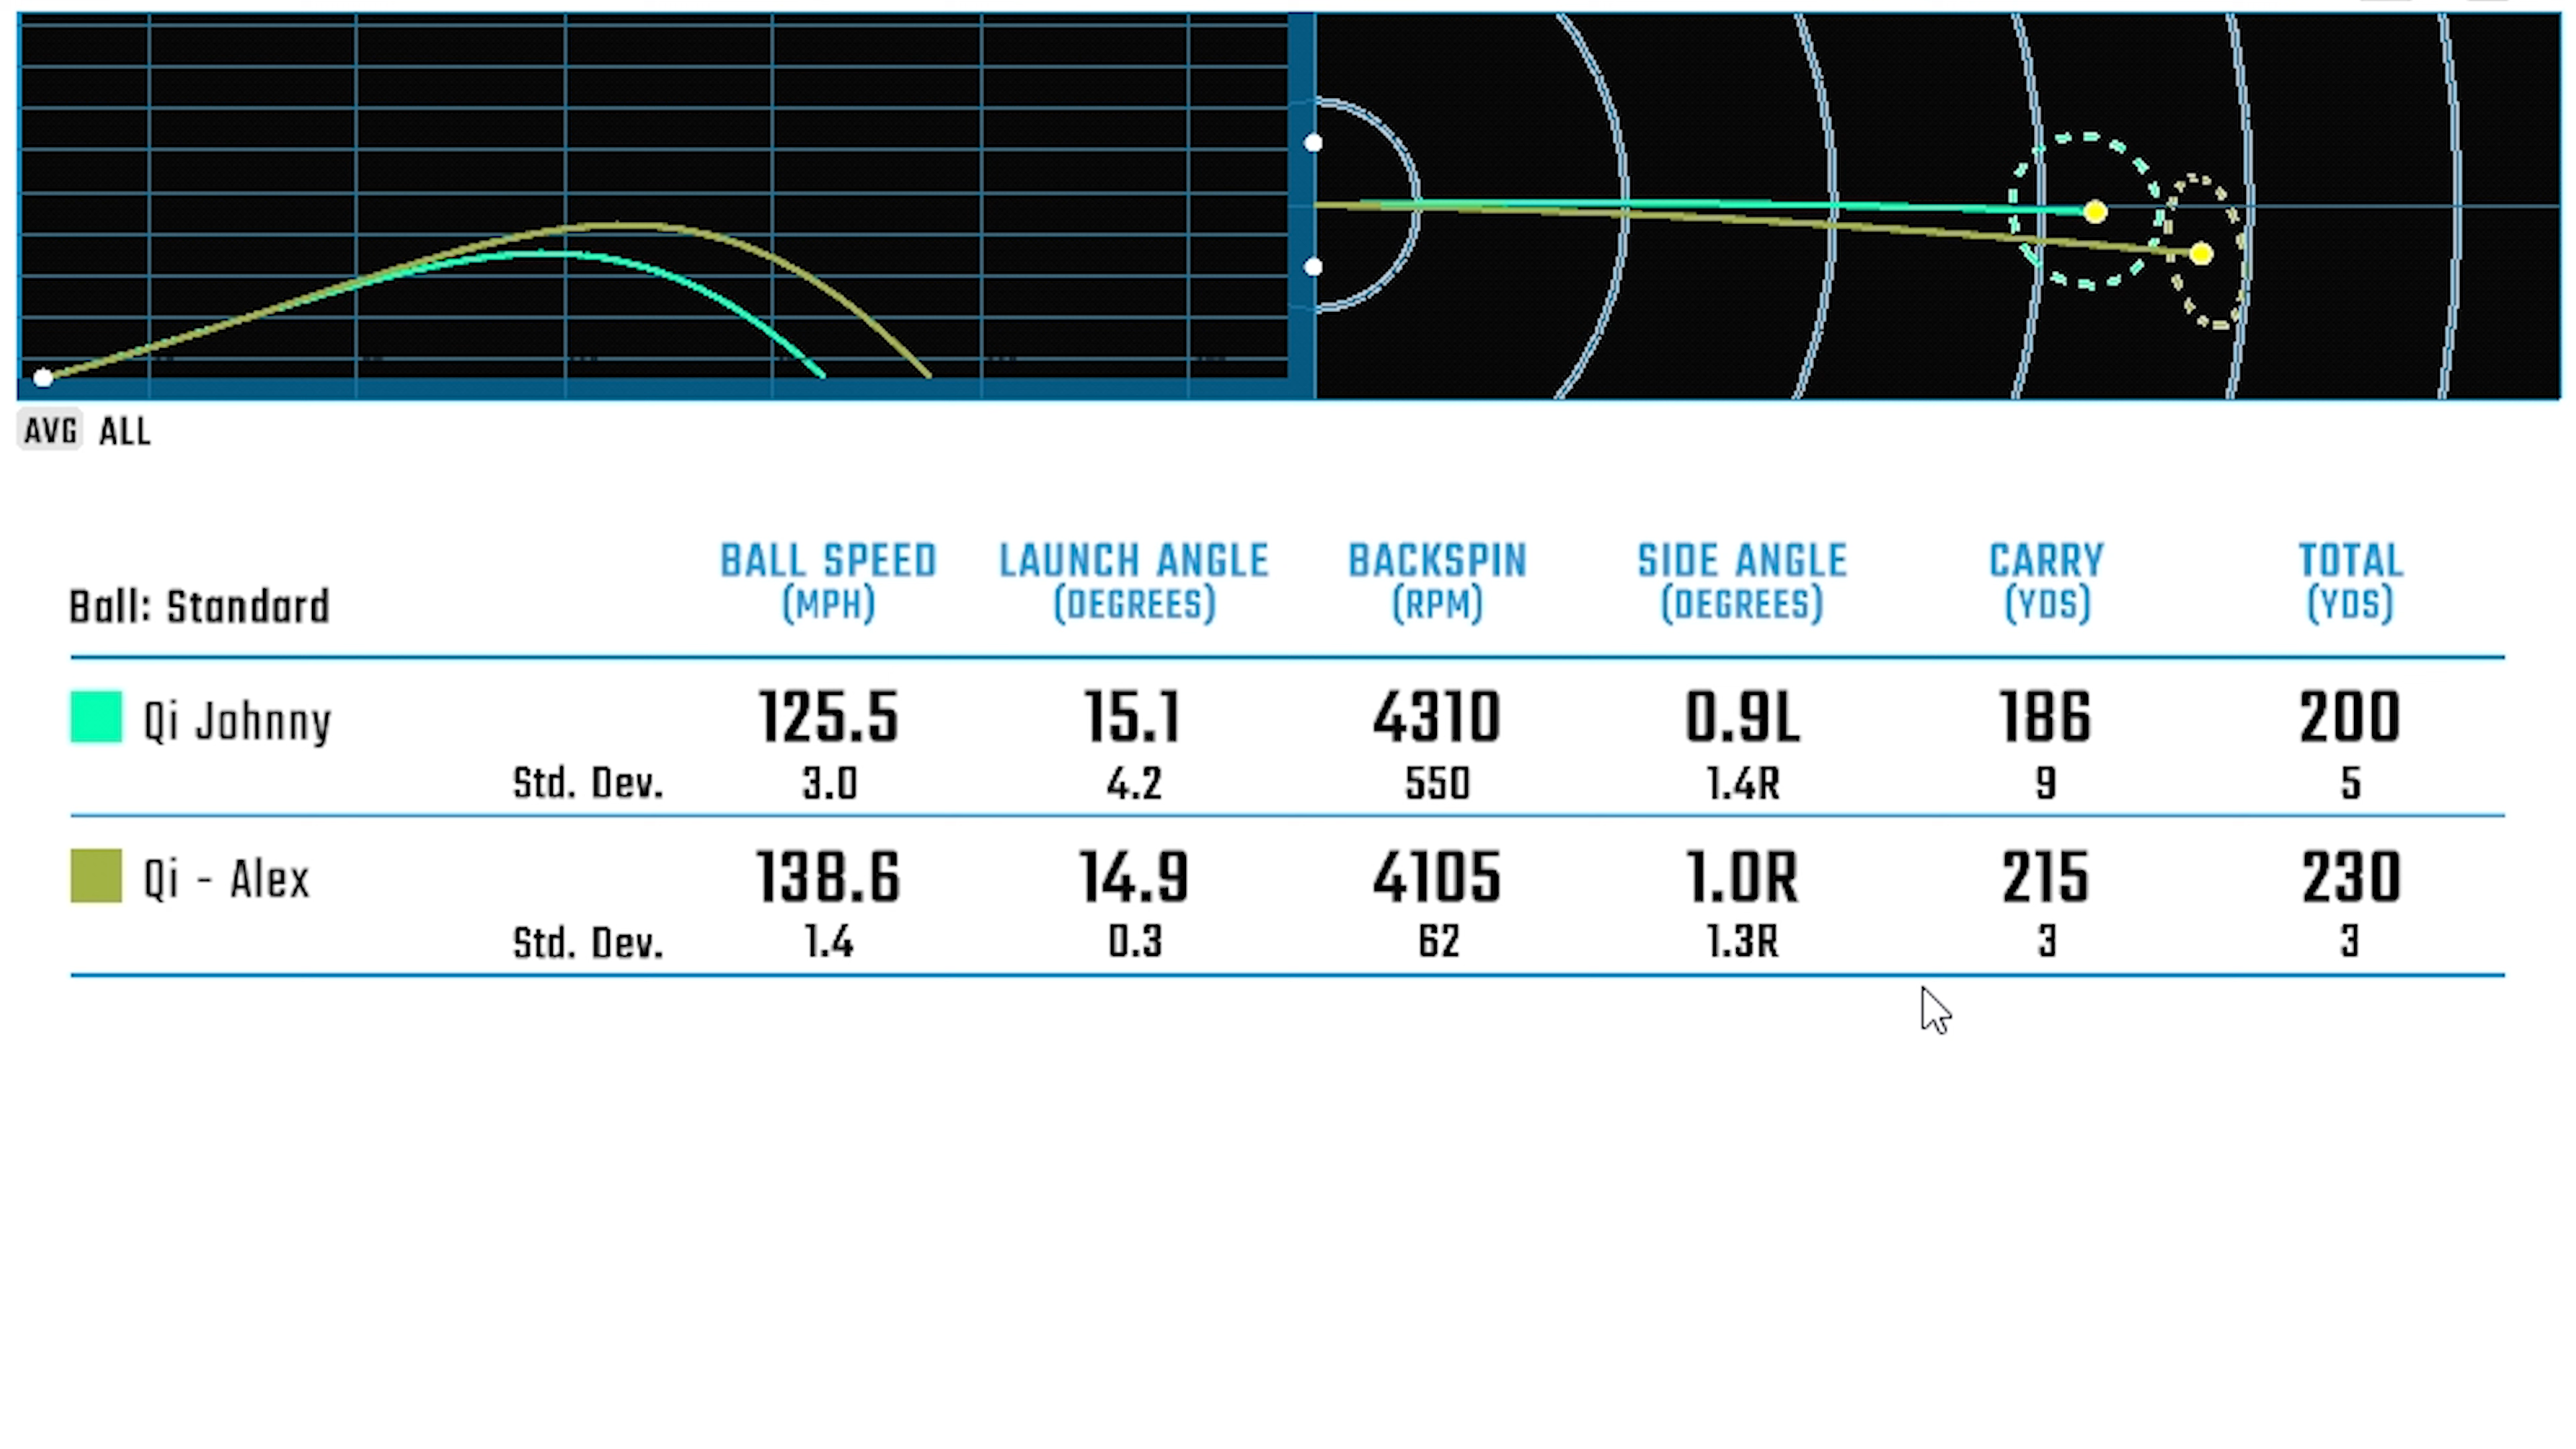 AVG ALL
BALL SPEED LAUNCH ANGLE BACKSPIN SIDE ANGLE CARRY TOTAL
Ball: Standard (MPH) (DEGREES) (RPM) (DEGREES) (YDS) (YDS)
Qi Johnny 125.5 15.1 4310 0.9L 186 200
Std. Dev. 3.0 4.2 550 1.4R 9 5
Qi - Alex 138.6 14.9 4105 1.0R 215 230
Std. Dev. 1.4 0.3 62 1.3R 3 3